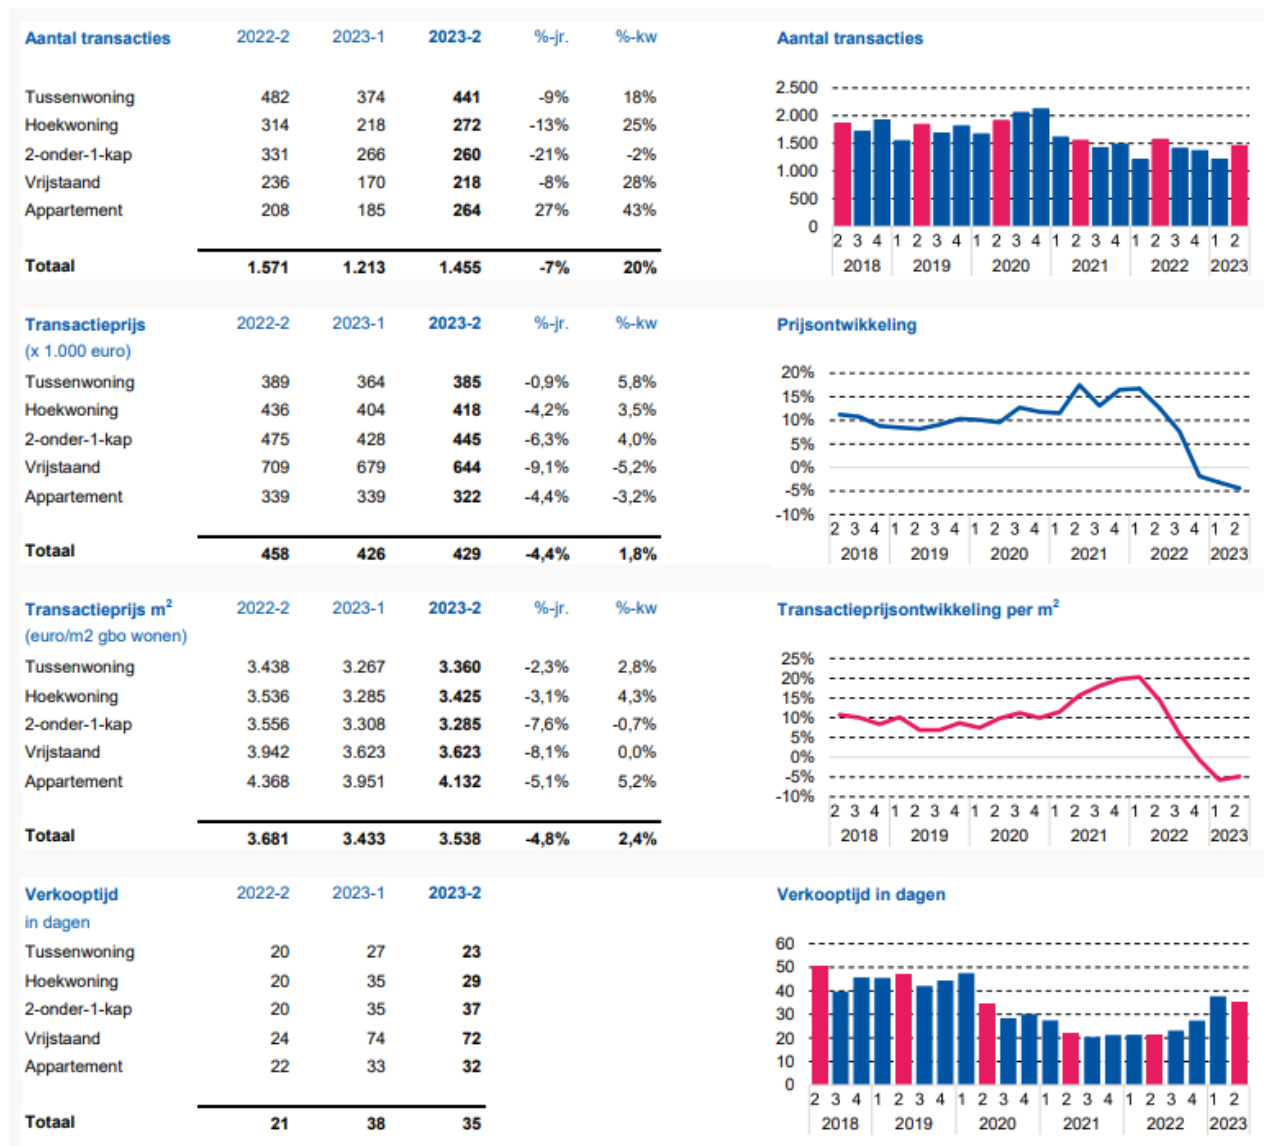 Aantal transacties 2022-2 2023-1 2023-2 %-jr. %-kw
Tussenwoning 482 374 441 -9% 18%
Hoekwoning 314 218 272 -13% 25%
2-onder-1-kap 331 266 260 -21% -2%
Vrijstaand 236 170 218 -8% 28%
Appartement 208 185 264 27% 43%
Totaal 1.571 1.213 1.455 -7% 20%
Aantal transacties
2.500
2.000
1.500
1.000
500
0
2 3 4 1 2 3 4 1 2 3 4 1 2 3 4 1 2 3 4 1 2
2018 2019 2020 2021 2022 2023
Transactieprijs 2022-2 2023-1 2023-2 %-jr. %-kw
(x 1.000 euro)
Tussenwoning 389 364 385 -0,9% 5,8%
Hoekwoning 436 404 418 -4,2% 3,5%
2-onder-1-kap 475 428 445 -6,3% 4,0%
Vrijstaand 709 679 644 -9,1% -5,2%
Appartement 339 339 322 -4,4% -3,2%
Totaal 458 426 429 -4,4% 1,8%
Prijsontwikkeling
20%
15%
10%
5%
0%
-5%
-10%
2 3 4 1 2 3 4 1 2 3 4 1 2 3 4 1 2 3 4 1 2
2018 2019 2020 2021 2022 2023
Transactieprijs m² 2022-2 2023-1 2023-2 %-jr. %-kw
(euro/m2 gbo wonen)
Tussenwoning 3.438 3.267 3.360 -2,3% 2,8%
Hoekwoning 3.536 3.285 3.425 -3,1% 4,3%
2-onder-1-kap 3.556 3.308 3.285 -7,6% -0,7%
Vrijstaand 3.942 3.623 3.623 -8,1% 0,0%
Appartement 4.368 3.951 4.132 -5,1% 5,2%
Totaal 3.681 3.433 3.538 -4,8% 2,4%
Transactieprijsontwikkeling per m²
25%
20%
15%
10%
5%
0%
-5%
-10%
2 3 4 1 2 3 4 1 2 3 4 1 2 3 4 1 2 3 4 1 2
2018 2019 2020 2021 2022 2023
Verkooptijd 2022-2 2023-1 2023-2
in dagen
Tussenwoning 20 27 23
Hoekwoning 20 35 29
2-onder-1-kap 20 35 37
Vrijstaand 24 74 72
Appartement 22 33 32
Totaal 21 38 35
Verkooptijd in dagen
60
50
40
30
20
10
0
2 3 4 1 2 3 4 1 2 3 4 1 2 3 4 1 2 3 4 1 2
2018 2019 2020 2021 2022 2023